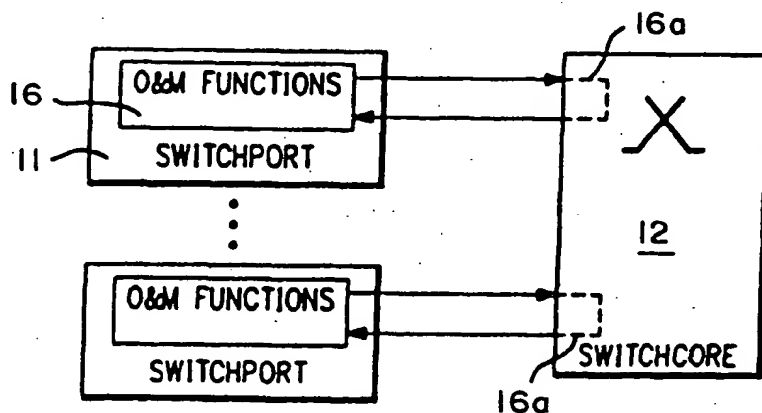 16a
16
O&M FUNCTIONS
11
SWITCHPORT
12
O&M FUNCTIONS
SWITCHPORT
SWITCHCORE
16a